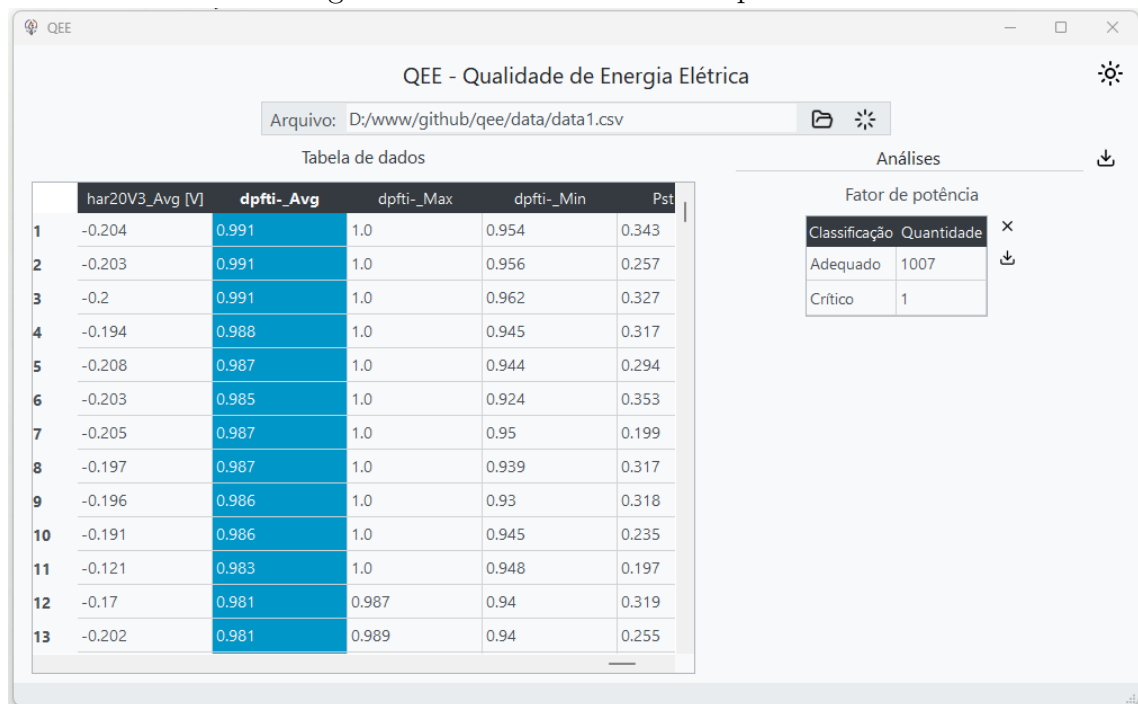 QEE
QEE - Qualidade de Energia Elétrica
Arquivo: D:/www/github/qee/data/data1.csv
Tabela de dados
har20V3_Avg [V] dpfti-_Avg dpfti-_Max dpfti-_Min Pst
1 -0.204 0.991 1.0 0.954 0.343
2 -0.203 0.991 1.0 0.956 0.257
3 -0.2 0.991 1.0 0.962 0.327
4 -0.194 0.988 1.0 0.945 0.317
5 -0.208 0.987 1.0 0.944 0.294
6 -0.203 0.985 1.0 0.924 0.353
7 -0.205 0.987 1.0 0.95 0.199
8 -0.197 0.987 1.0 0.939 0.317
9 -0.196 0.986 1.0 0.93 0.318
10 -0.191 0.986 1.0 0.945 0.235
11 -0.121 0.983 1.0 0.948 0.197
12 -0.17 0.981 0.987 0.94 0.319
13 -0.202 0.981 0.989 0.94 0.255
Análises
Fator de potência
Classificação Quantidade
Adequado 1007
Crítico 1